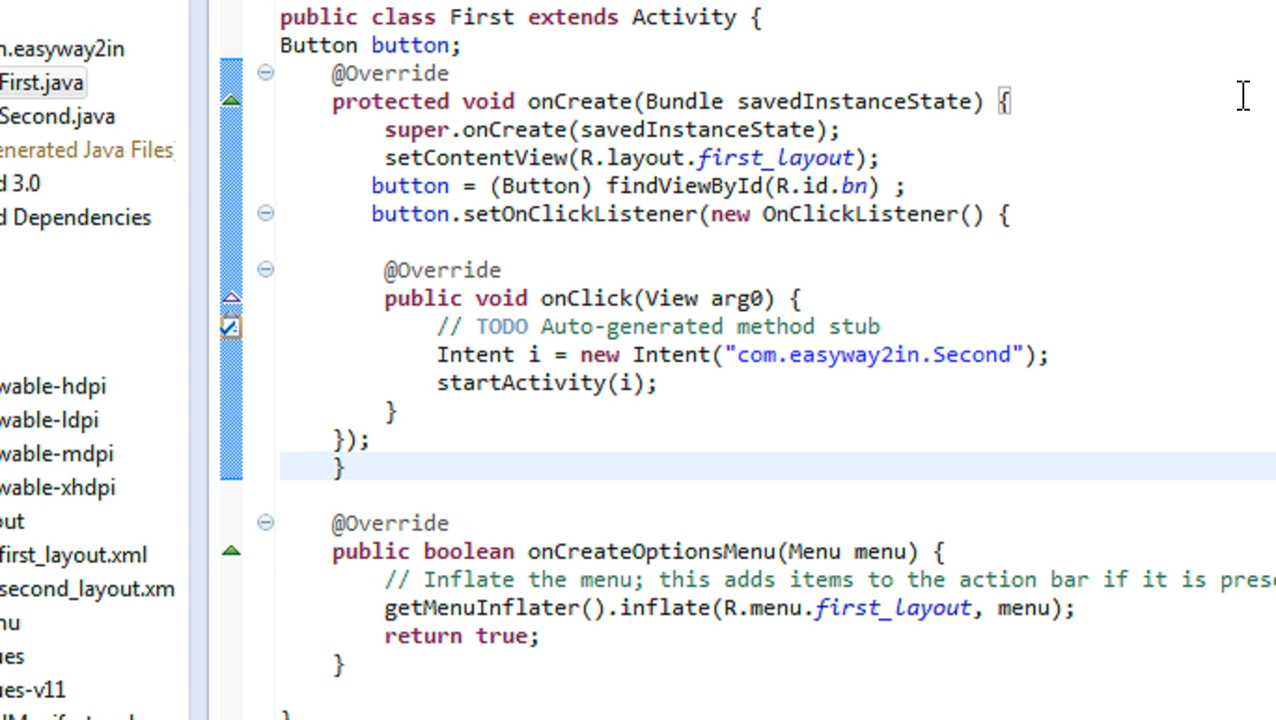 public class First extends Activity {
Button button;
@Override
protected void onCreate(Bundle savedInstanceState) {
super.onCreate(savedInstanceState);
setContentView(R.layout.first_layout);
button = (Button) findViewById(R.id.bn) ;
button.setOnClickListener(new OnClickListener() {
@Override
public void onClick(View arg0) {
// TODO Auto-generated method stub
Intent i = new Intent("com.easyway2in.Second");
startActivity(i);
}
});
}
@Override
public boolean onCreateOptionsMenu(Menu menu) {
// Inflate the menu; this adds items to the action bar if it is prese
getMenuInflater().inflate(R.menu.first_layout, menu);
return true;
}
}
n.easyway2in
First.java
Second.java
enerated Java Files
d 3.0
d Dependencies
wable-hdpi
wable-ldpi
wable-mdpi
wable-xhdpi
out
first_layout.xml
second_layout.xm
nu
ues
ues-v11